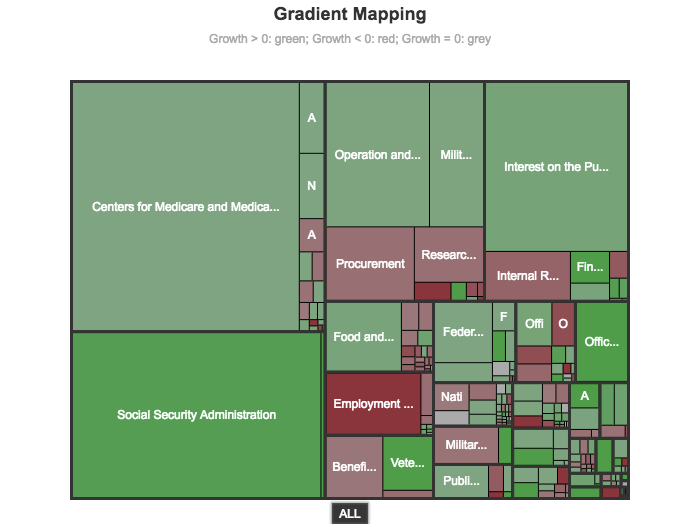 Gradient Mapping
Growth > 0: green; Growth < 0: red; Growth = 0: grey
Centers for Medicare and Medica...
A
N
A
Operation and...
Milit...
Interest on the Pu...
Procurement
Researc...
Internal R...
Fin...
Social Security Administration
Food and...
Feder...
F
Offi
O
Offic...
Employment ...
Nati
A
Benefi...
Vete...
Militar...
Publi...
ALL